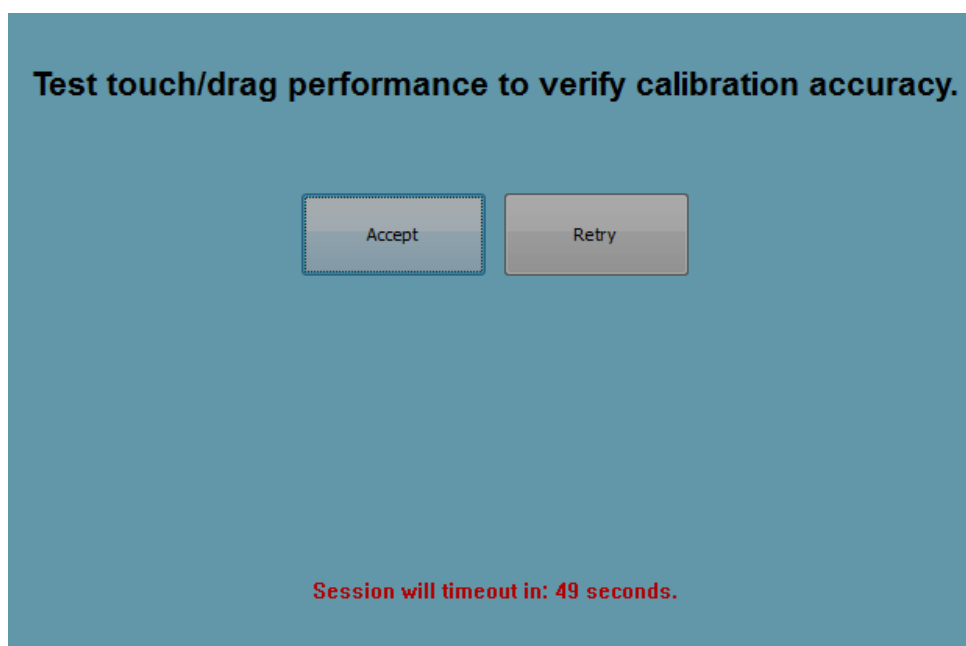 Test touch/drag performance to verify calibration accuracy.
Accept
Retry
Session will timeout in: 49 seconds.